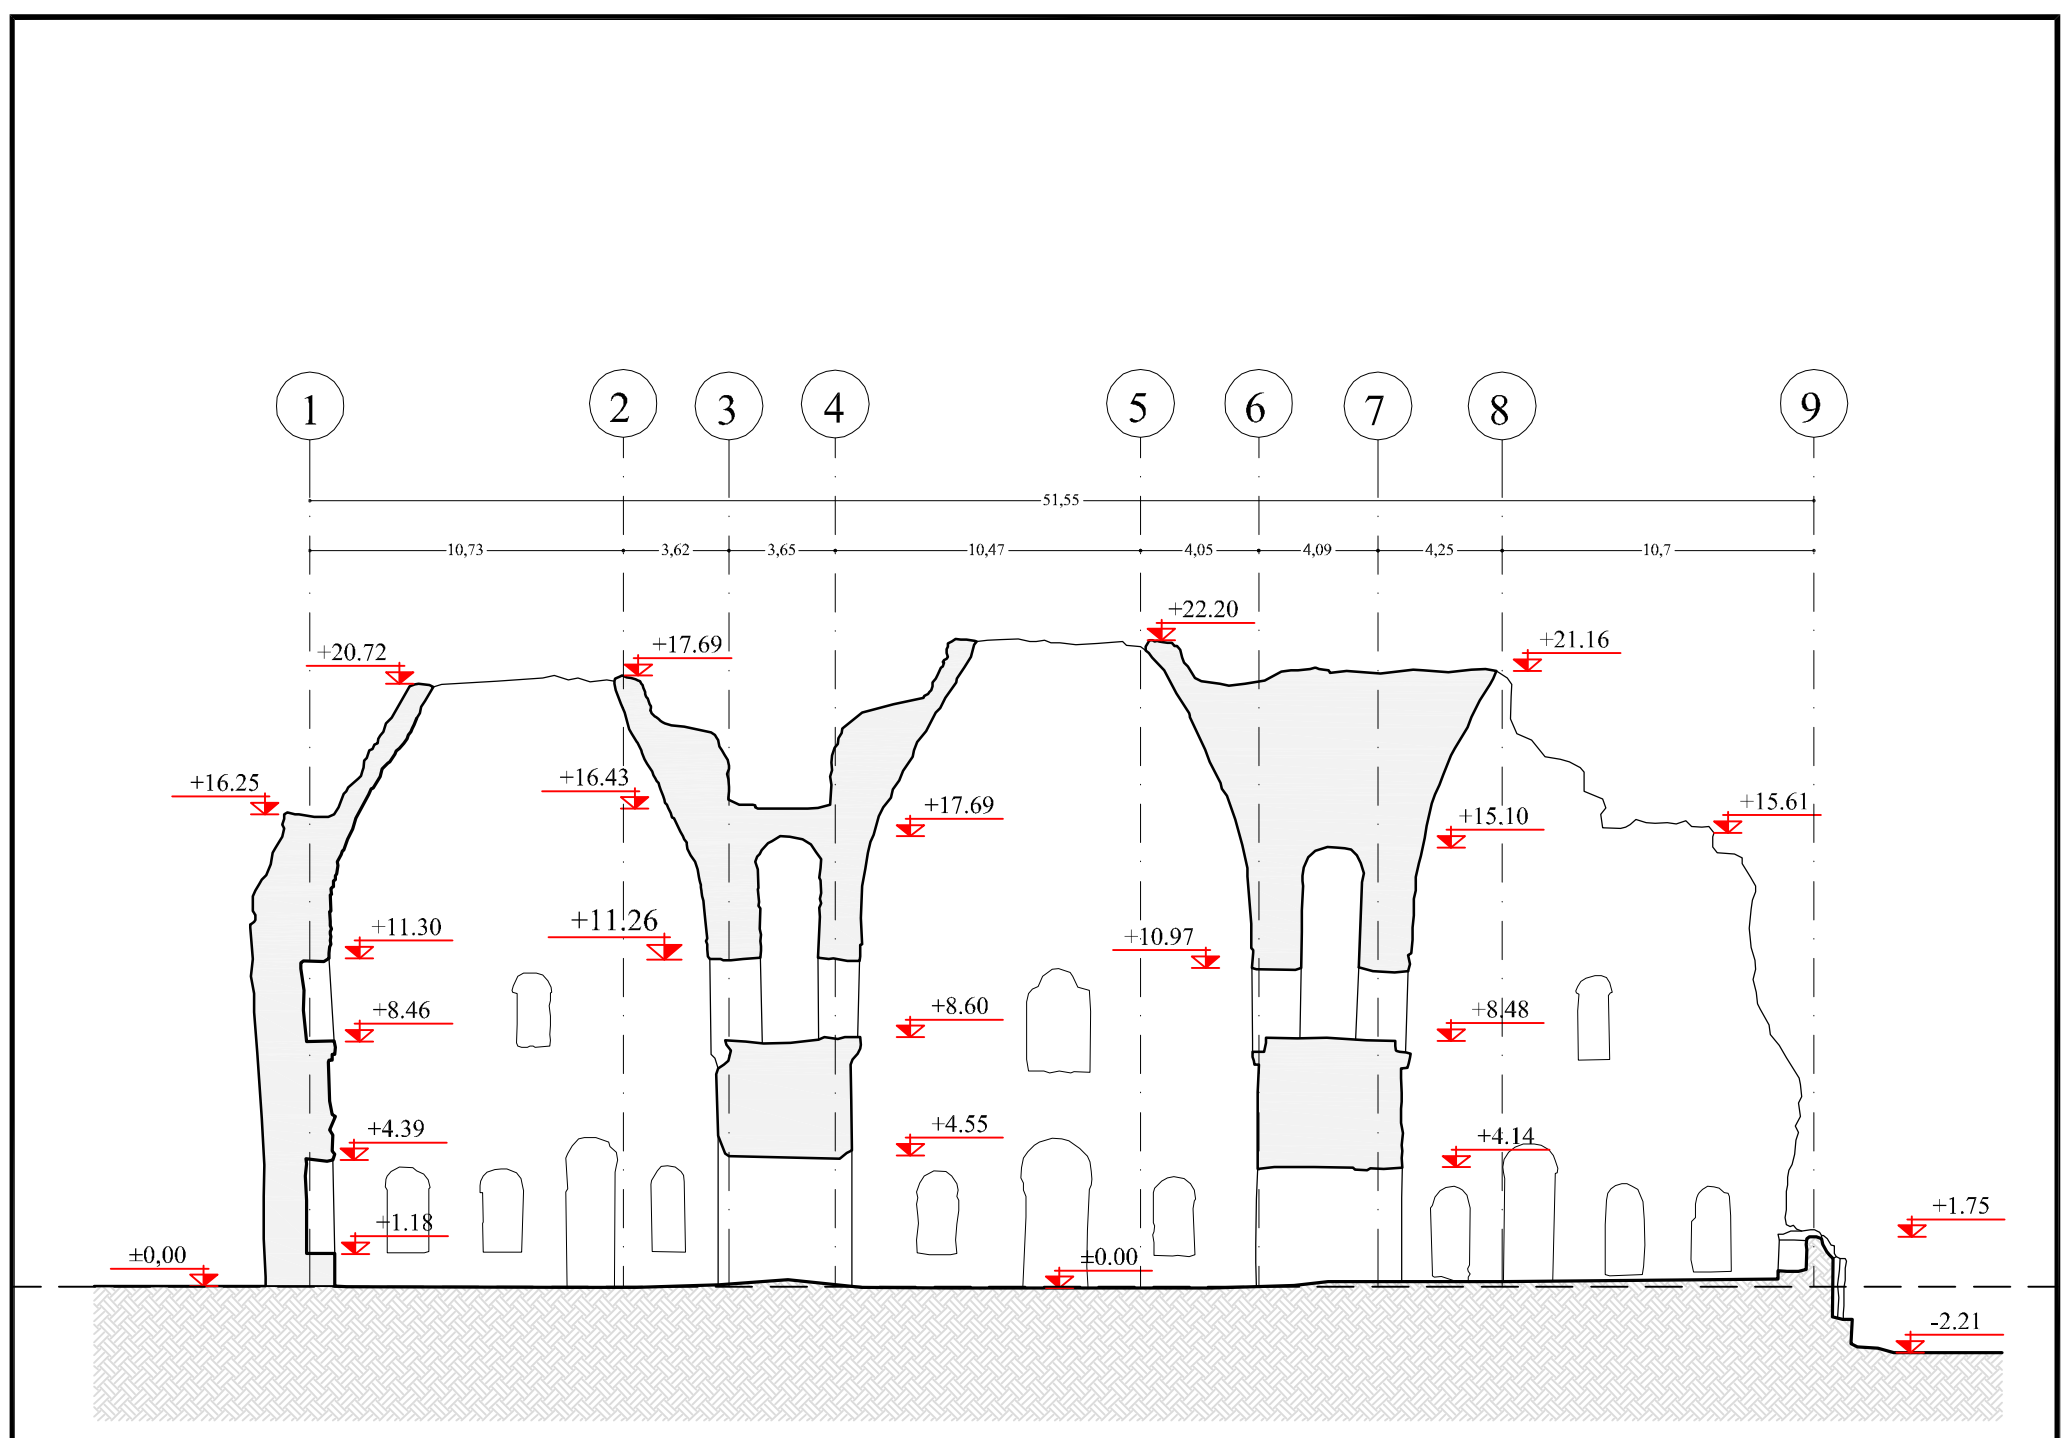 1 2 3 4 5 6 7 8 9
51,55
10,73 3,62 3,65 10,47 4,05 4,09 4,25 10,7
+22.20
+20.72 +17.69 +21.16
+16.25 +16.43 +17.69 +15.10 +15.61
+11.30 +11.26 +10.97
+8.46 +8.60 +8.48
+4.39 +4.55 +4.14
+1.18 +1.75
±0,00 ±0.00
-2.21